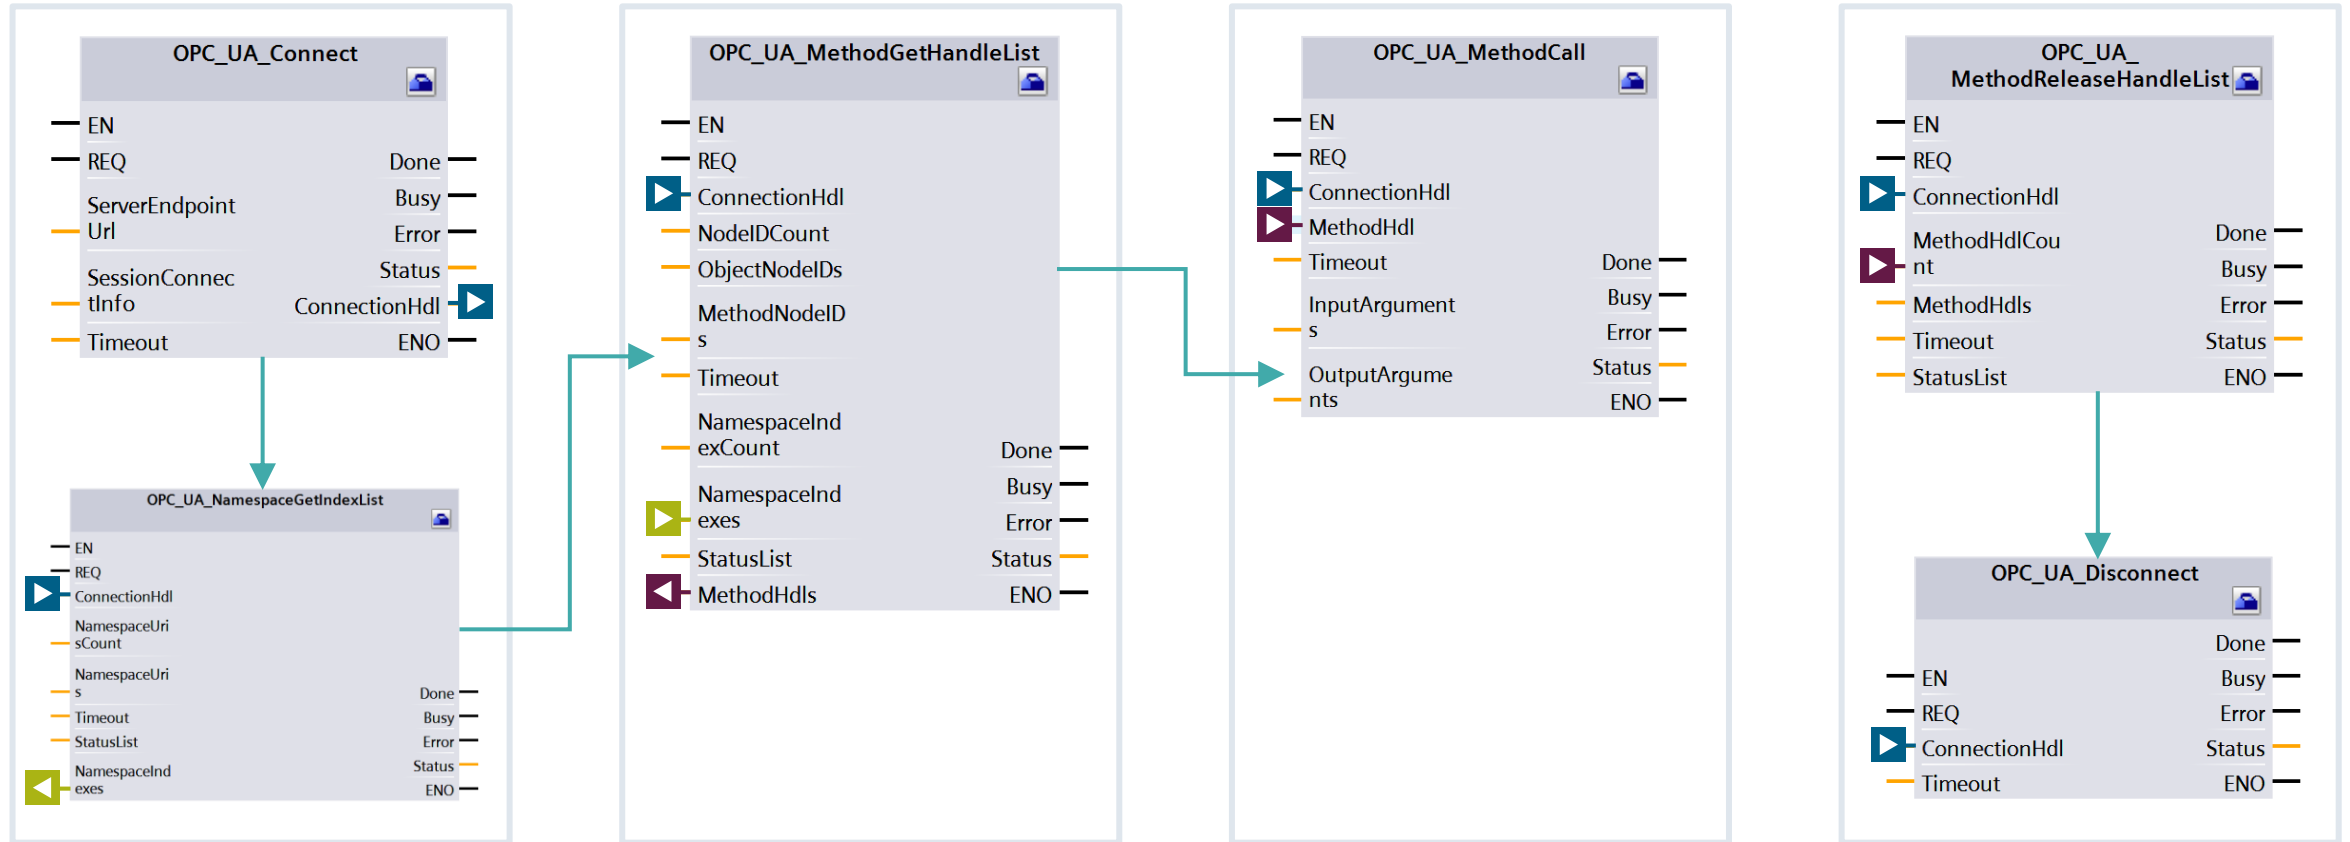 OPC_UA_Connect
EN
REQ
ServerEndpoint
Url
SessionConnec
tInfo
Timeout
Done
Busy
Error
Status
ConnectionHdl
ENO
OPC_UA_NamespaceGetIndexList
EN
REQ
ConnectionHdl
NamespaceUri
sCount
NamespaceUri
s
Timeout
StatusList
NamespaceInd
exes
Done
Busy
Error
Status
ENO
OPC_UA_MethodGetHandleList
EN
REQ
ConnectionHdl
NodeIDCount
ObjectNodeIDs
MethodNodeID
s
Timeout
NamespaceInd
exCount
NamespaceInd
exes
StatusList
MethodHdls
Done
Busy
Error
Status
ENO
OPC_UA_MethodCall
EN
REQ
ConnectionHdl
MethodHdl
Timeout
InputArgument
s
OutputArgume
nts
Done
Busy
Error
Status
ENO
OPC_UA_
MethodReleaseHandleList
EN
REQ
ConnectionHdl
MethodHdlCou
nt
MethodHdls
Timeout
StatusList
Done
Busy
Error
Status
ENO
OPC_UA_Disconnect
EN
REQ
ConnectionHdl
Timeout
Done
Busy
Error
Status
ENO